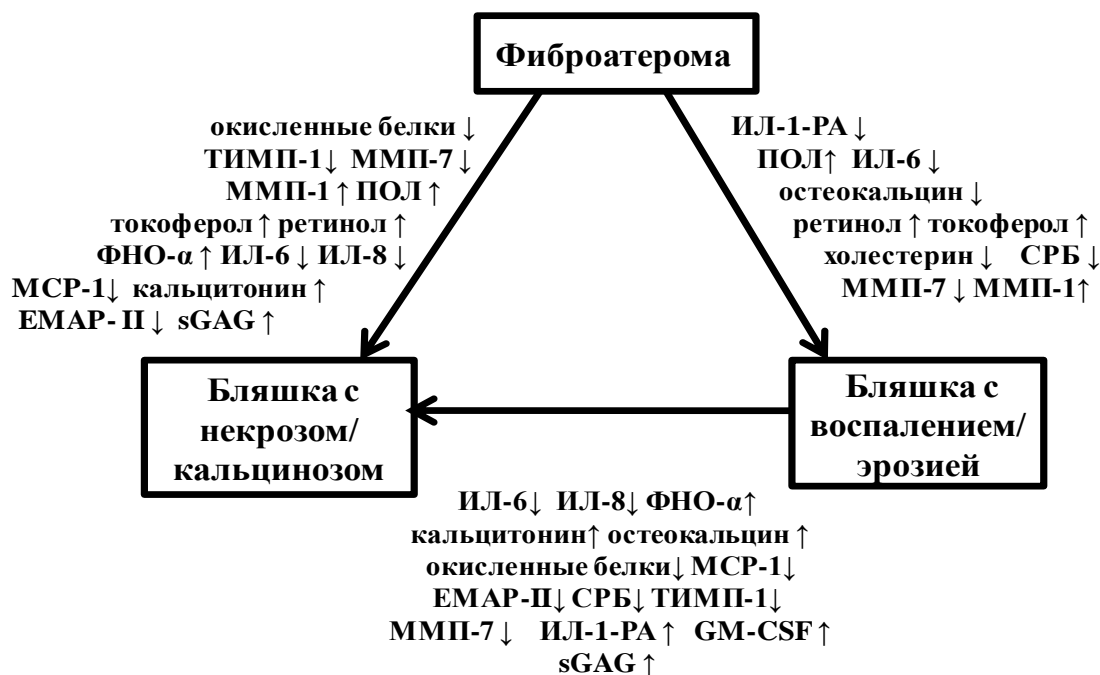 Фиброатерома
окисленные белки ↓
ТИМП-1↓ ММП-7 ↓
ММП-1 ↑ ПОЛ ↑
токоферол ↑ ретинол ↑
ФНО-α ↑ ИЛ-6 ↓ ИЛ-8 ↓
МСР-1↓ кальцитонин ↑
ЕМАР- II ↓ sGAG ↑
ИЛ-1-РА ↓
ПОЛ↑ ИЛ-6 ↓
остеокальцин ↓
ретинол ↑ токоферол ↑
холестерин ↓ СРБ ↓
ММП-7 ↓ ММП-1↑
Бляшка с
некрозом/
кальцинозом
Бляшка с
воспалением/
эрозией
ИЛ-6↓ ИЛ-8↓ ФНО-α↑
кальцитонин↑ остеокальцин ↑
окисленные белки↓ МСР-1↓
ЕМАР-II↓ СРБ↓ ТИМП-1↓
ММП-7 ↓ ИЛ-1-РА ↑ GM-CSF ↑
sGAG ↑